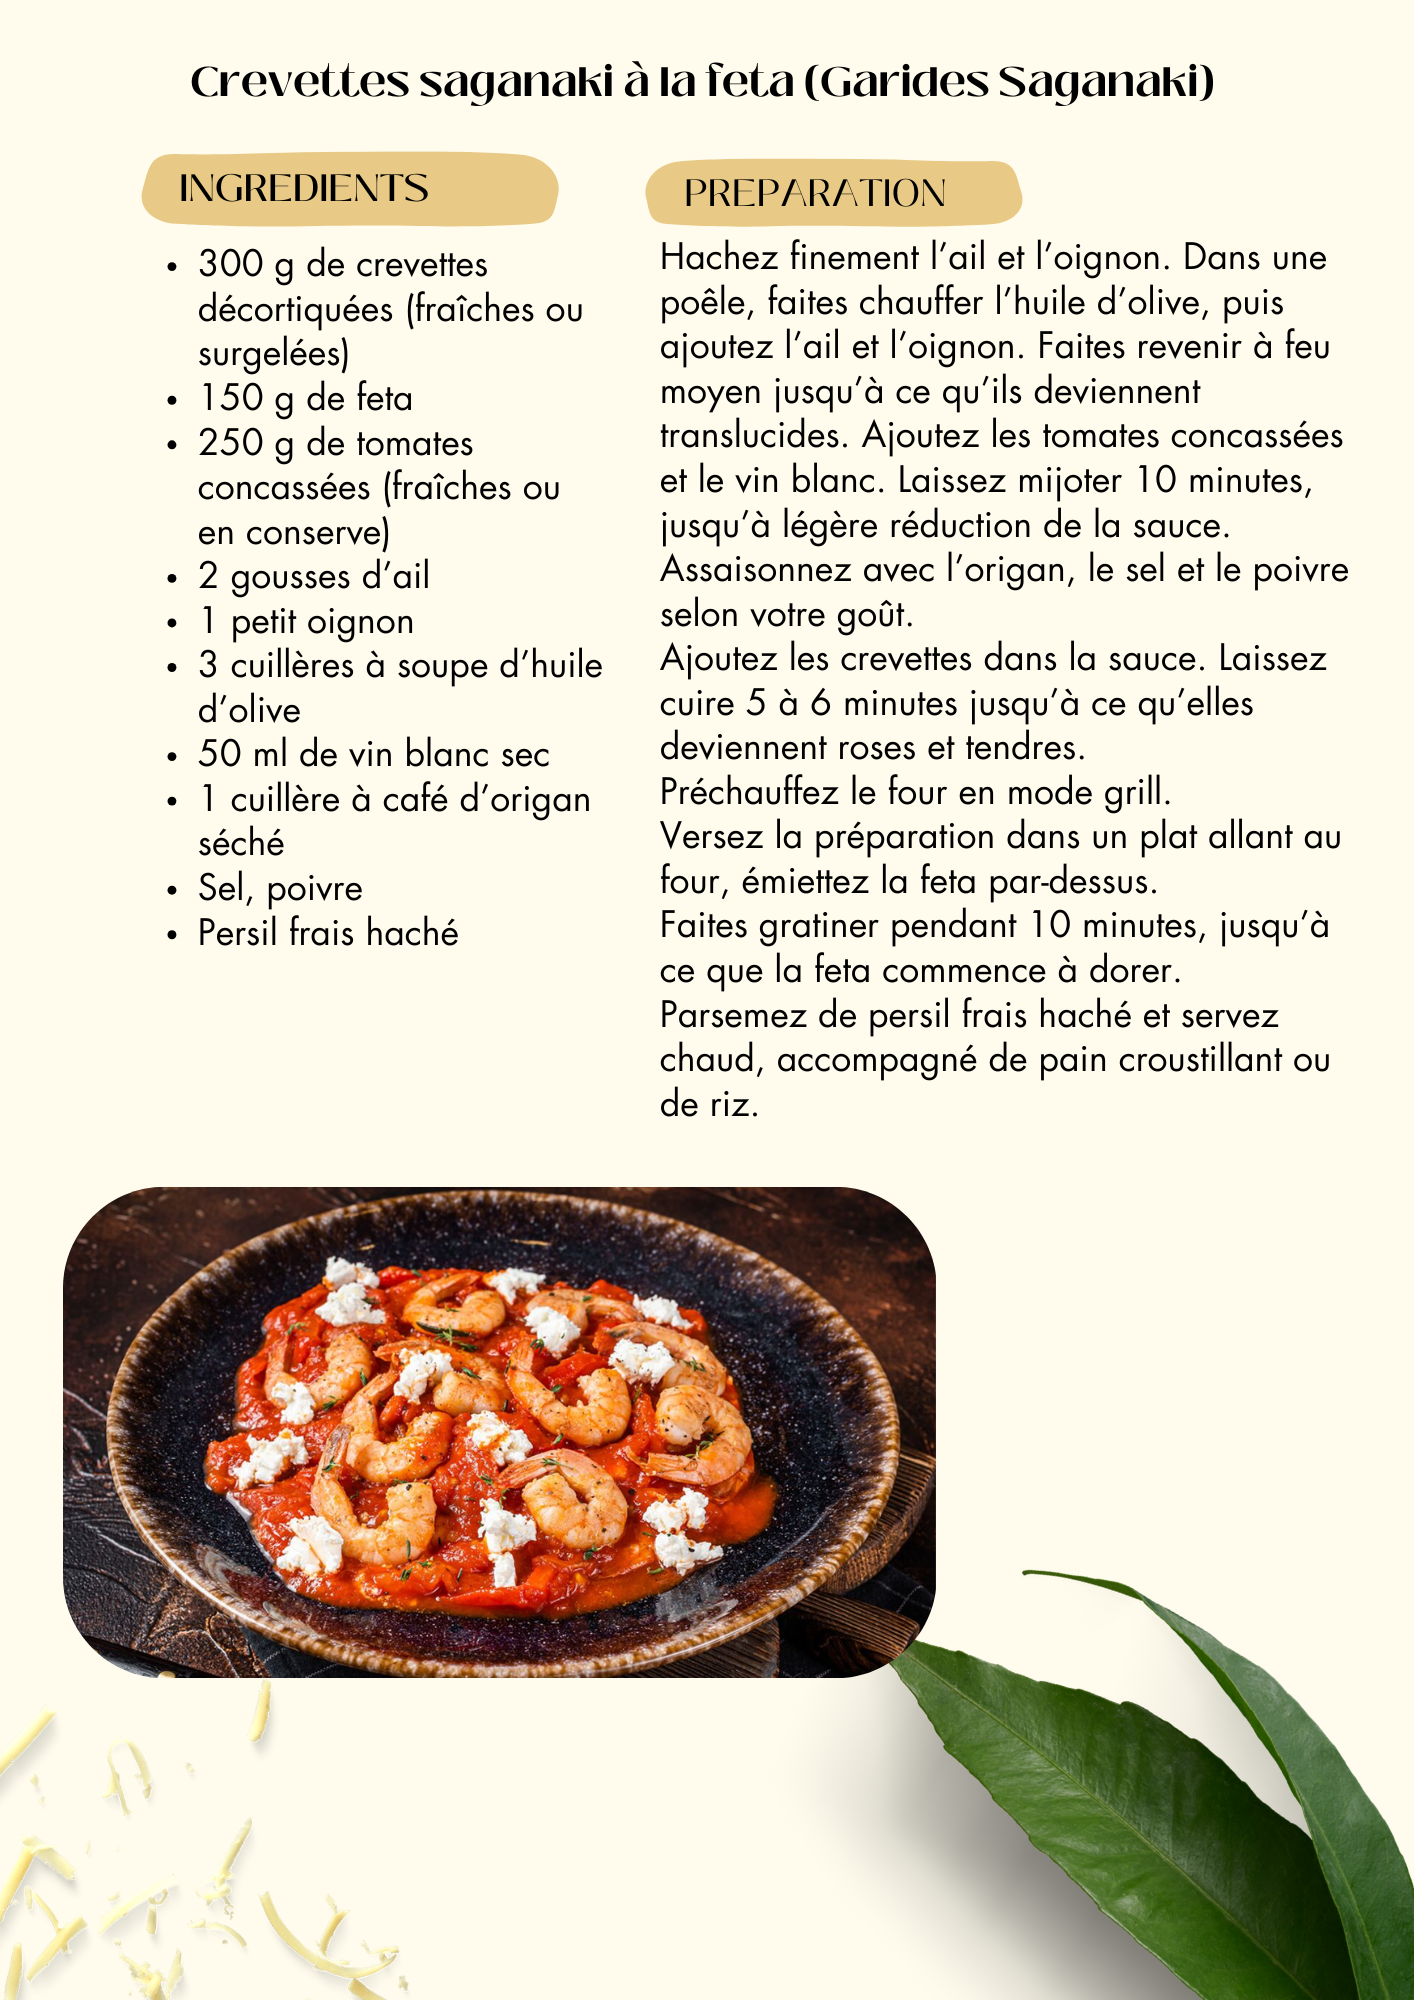 Crevettes saganaki à la feta (Garides Saganaki)
INGREDIENTS
• 300 g de crevettes
décortiquées (fraîches ou
surgelées)
• 150 g de feta
• 250 g de tomates
concassées (fraîches ou
en conserve)
• 2 gousses d’ail
• 1 petit oignon
• 3 cuillères à soupe d’huile
d’olive
• 50 ml de vin blanc sec
• 1 cuillère à café d’origan
séché
• Sel, poivre
• Persil frais haché
PREPARATION
Hachez finement l’ail et l’oignon. Dans une
poêle, faites chauffer l’huile d’olive, puis
ajoutez l’ail et l’oignon. Faites revenir à feu
moyen jusqu’à ce qu’ils deviennent
translucides. Ajoutez les tomates concassées
et le vin blanc. Laissez mijoter 10 minutes,
jusqu’à légère réduction de la sauce.
Assaisonnez avec l’origan, le sel et le poivre
selon votre goût.
Ajoutez les crevettes dans la sauce. Laissez
cuire 5 à 6 minutes jusqu’à ce qu’elles
deviennent roses et tendres.
Préchauffez le four en mode grill.
Versez la préparation dans un plat allant au
four, émiettez la feta par-dessus.
Faites gratiner pendant 10 minutes, jusqu’à
ce que la feta commence à dorer.
Parsemez de persil frais haché et servez
chaud, accompagné de pain croustillant ou
de riz.